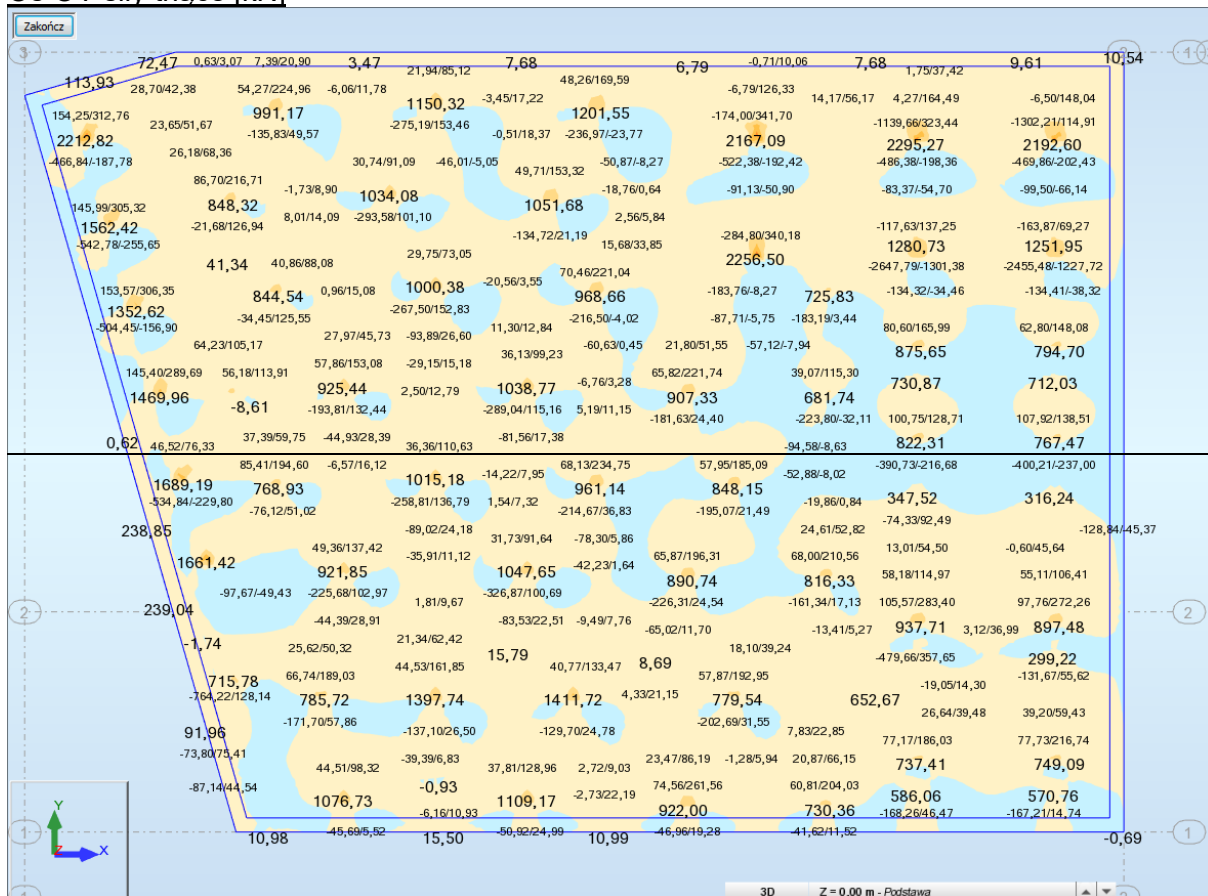 Zakończ
3
10,54
1
72,47 0,63/3,07 7,39/20,90 3,47 7,68 6,79 -0,71/10,06 7,68 9,61
21,94/85,12 1,75/37,42
113,93 28,70/42,38 54,27/224,96 -6,06/11,78 48,26/169,59 -6,79/126,33
-3,45/17,22 14,17/56,17 4,27/164,49 -6,50/148,04
154,25/312,76 991,17 1150,32 1201,55 -174,00/341,70
23,65/51,67 -275,19/153,46 -1139,66/323,44 -1302,21/114,91
2212,82 -135,83/49,57 -0,51/18,37 -236,97/-23,77 2167,09 2295,27 2192,60
26,18/68,36
-466,84/-187,78 30,74/91,09 -46,01/-5,05 49,71/153,32 -50,87/-8,27 -522,38/-192,42 -486,38/-198,36 -469,86/-202,43
86,70/216,71 -1,73/8,90 1034,08 -18,76/0,64 -91,13/-50,90 -83,37/-54,70 -99,50/-66,14
145,99/305,32 848,32 8,01/14,09 -293,58/101,10 1051,68 2,56/5,84
1562,42 -21,68/126,94 -134,72/21,19 -284,80/340,18 -117,63/137,25 -163,87/69,27
-542,78/-255,65 29,75/73,05 15,68/33,85 1280,73 1251,95
41,34 40,86/88,08 70,46/221,04 2256,50 -2647,79/-1301,38 -2455,48/-1227,72
153,57/306,35 844,54 0,96/15,08 1000,38 -20,56/3,55 968,66 -183,76/-8,27 725,83 -134,32/-34,46 -134,41/-38,32
1352,62 -34,45/125,55 -267,50/152,83 -216,50/-4,02 -87,71/-5,75 -183,19/3,44
-504,45/-156,90 27,97/45,73 -93,89/26,60 11,30/12,84 80,60/165,99 62,80/148,08
64,23/105,17 36,13/99,23 -60,63/0,45 21,80/51,55 -57,12/-7,94 875,65 794,70
57,86/153,08 -29,15/15,18
145,40/289,69 56,18/113,91 925,44 2,50/12,79 1038,77 -6,76/3,28 65,82/221,74 39,07/115,30 730,87 712,03
1469,96 -8,61 -193,81/132,44 -289,04/115,16 5,19/11,15 907,33 681,74
-181,63/24,40 -223,80/-32,11 100,75/128,71 107,92/138,51
0,62 46,52/76,33 37,39/59,75 -44,93/28,39 36,36/110,63 -81,56/17,38 -94,58/-8,63 822,31 767,47
85,41/194,60 -6,57/16,12 1015,18 -14,22/7,95 68,13/234,75 57,95/185,09 -52,88/-8,02 -390,73/-216,68 -400,21/-237,00
1689,19 768,93 961,14 848,15
-534,84/-229,80 -76,12/51,02 -258,81/136,79 1,54/7,32 -214,67/36,83 -195,07/21,49 -19,86/0,84 347,52 316,24
238,85 -89,02/24,18 31,73/91,64 -78,30/5,86 24,61/52,82 -74,33/92,49 -128,84/-45,37
49,36/137,42 -35,91/11,12 65,87/196,31 68,00/210,56 13,01/54,50 -0,60/45,64
1661,42 921,85 1047,65 -42,23/1,64 890,74 816,33 58,18/114,97 55,11/106,41
-97,67/-49,43 -225,68/102,97 1,81/9,67 -326,87/100,69 -226,31/24,54 -161,34/17,13 105,57/283,40 97,76/272,26
2 239,04 -44,39/28,91 -83,53/22,51 -9,49/7,76 -65,02/11,70 -13,41/5,27 937,71 3,12/36,99 897,48 2
-1,74 25,62/50,32 21,34/62,42 15,79 40,77/133,47 8,69 18,10/39,24 -479,66/357,65 299,22
715,78 66,74/189,03 44,53/161,85 57,87/192,95 -19,05/14,30 -131,67/55,62
-764,22/128,14 785,72 1397,74 1411,72 4,33/21,15 779,54 652,67 26,64/39,48 39,20/59,43
91,96 -171,70/57,86 -137,10/26,50 -129,70/24,78 -202,69/31,55 7,83/22,85 77,17/186,03 77,73/216,74
-73,80/75,41 44,51/98,32 -39,39/6,83 37,81/128,96 2,72/9,03 23,47/86,19 -1,28/5,94 20,87/66,15 737,41 749,09
-87,14/44,54 -0,93 -2,73/22,19 74,56/261,56 60,81/204,03 586,06 570,76
1076,73 -6,16/10,93 1109,17 922,00 730,36 -168,26/46,47 -167,21/14,74
1 10,98 -45,69/5,52 15,50 -50,92/24,99 10,99 -46,96/19,28 -41,62/11,52 -0,69 1
Y
Z X
3D Z = 0,00 m - Podstawa